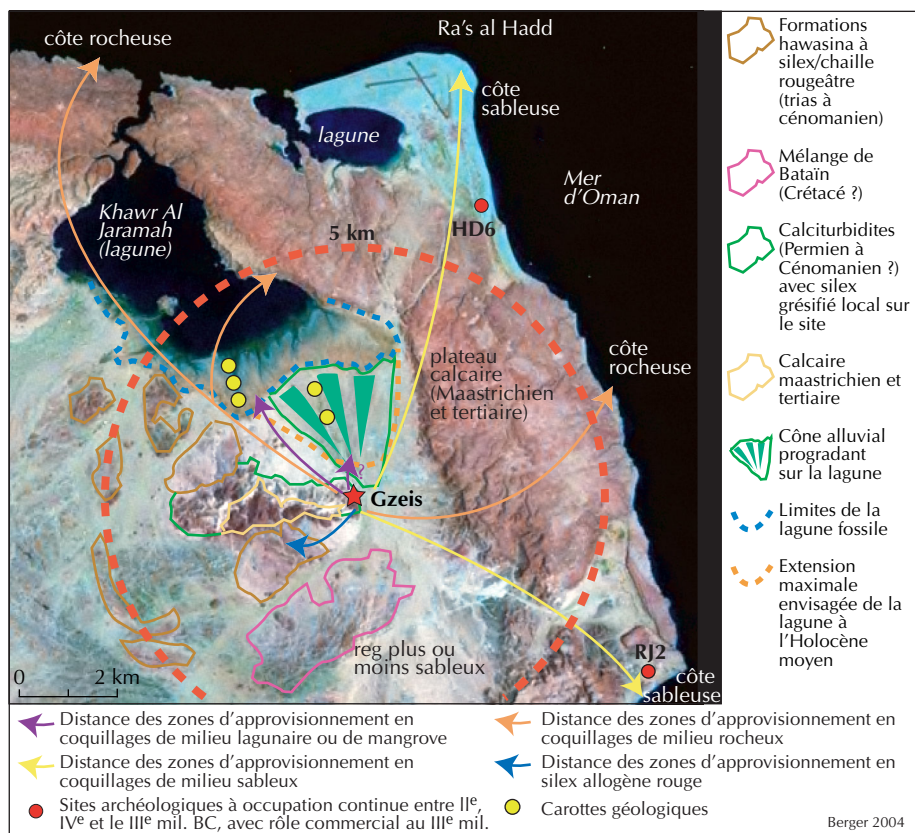 côte rocheuse
Ra's al Hadd
côte
sableuse
lagune
Mer
d'Oman
Khawr Al
Jaramah
(lagune)
HD6
5 km
côte
rocheuse
plateau
calcaire
(Maastrichien
et tertiaire)
?
Gzeis
reg plus ou
moins sableux
RJ2
côte
sableuse
0 2 km
Formations
hawasina à
silex/chaille
rougeâtre
(trias à
cénomanien)
Mélange de
Bataïn
(Crétacé ?)
Calciturbidites
(Permien à
Cénomanien ?)
avec silex
grésifié local sur
le site
Calcaire
maastrichien et
tertiaire
Cône alluvial
progradant
sur la lagune
Limites de la
lagune fossile
Extension
maximale
envisagée de la
lagune à
l'Holocène
moyen
Distance des zones d'approvisionnement en
coquillages de milieu lagunaire ou de mangrove
Distance des zones d'approvisionnement en
coquillages de milieu sableux
Sites archéologiques à occupation continue entre IIe,
IVe et le IIIe mil. BC, avec rôle commercial au IIIe mil.
Distance des zones d'approvisionnement en
coquillages de milieu rocheux
Distance des zones d'approvisionnement en
silex allogène rouge
Carottes géologiques
Berger 2004